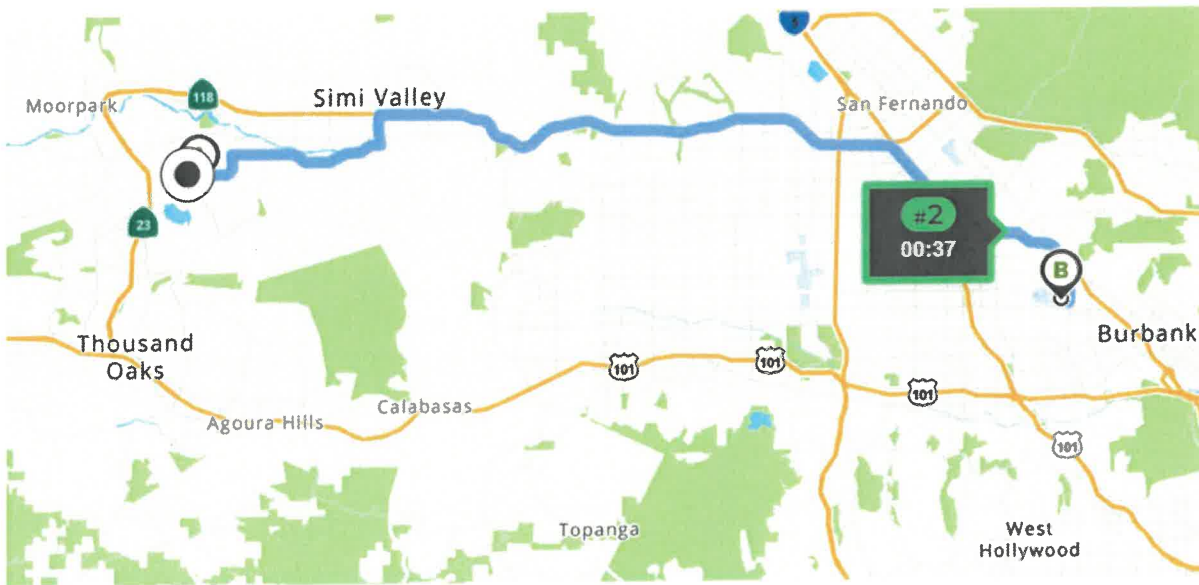 5
San Fernando
118
Simi Valley
Moorpark
#2
00:37
23
B
Thousand
Oaks
Burbank
101
101
101
Calabasas
Agoura Hills
101
Topanga
West
Hollywood